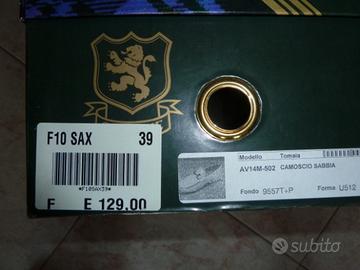 F10 SAX 39
*F10SAX39*
F E 129,00
Modello Tomaia
AV14M-502 CAMOSCIO SABBIA
Fondo 9557T+P Forma U512
subito